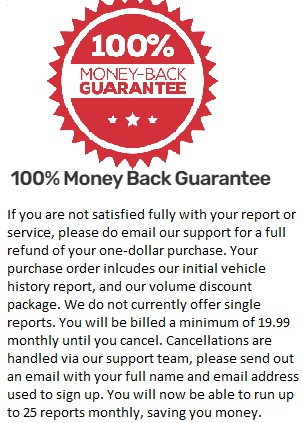 100%
MONEY-BACK
GUARANTEE
100% Money Back Guarantee
If you are not satisfied fully with your report or
service, please do email our support for a full
refund of your one-dollar purchase. Your
purchase order inlcudes our initial vehicle
history report, and our volume discount
package. We do not currently offer single
reports. You will be billed a minimum of 19.99
monthly until you cancel. Cancellations are
handled via our support team, please send out
an email with your full name and email address
used to sign up. You will now be able to run up
to 25 reports monthly, saving you money.